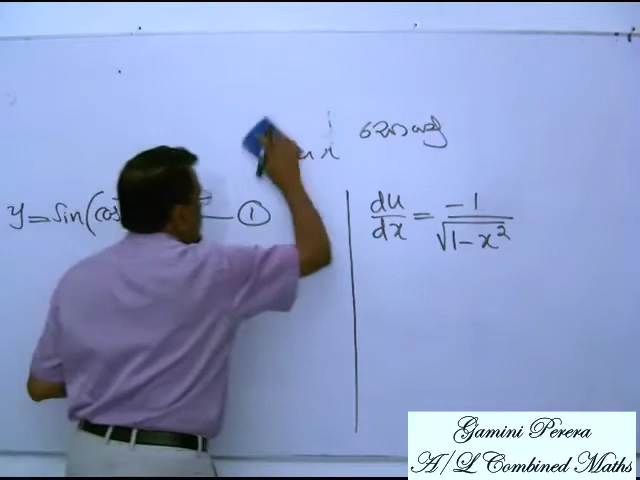 y = sin(cos — ①
du/dx = -1/√(1-x²)
Gamini Perera
A/L Combined Maths